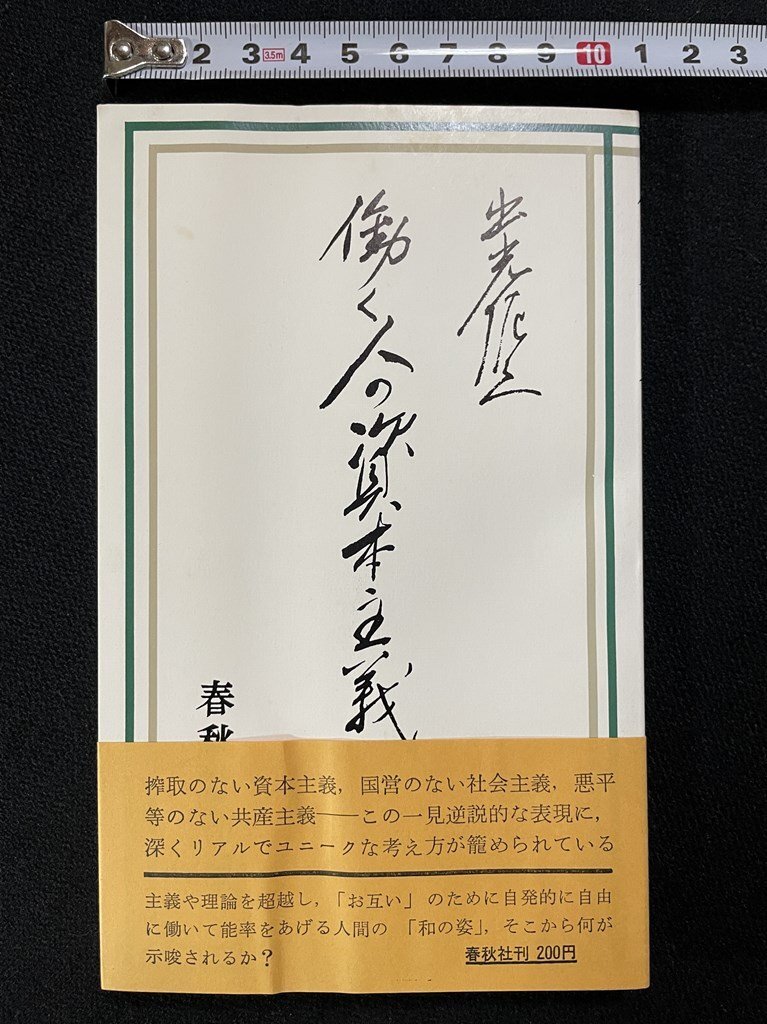 2 3 3.5m 4 5 6 7 8 9 10 1 2 3
出光佐三
働く人の資本主義
春秋
搾取のない資本主義，国営のない社会主義，悪平
等のない共産主義――この一見逆説的な表現に，
深くリアルでユニークな考え方が籠められている
主義や理論を超越し，「お互い」のために自発的に自由
に働いて能率をあげる人間の「和の姿」，そこから何が
示唆されるか？
春秋社刊 200円